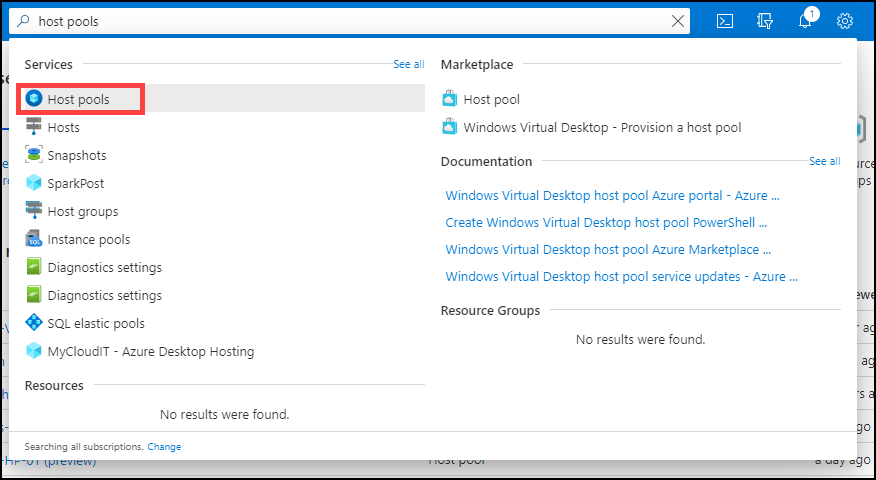 host pools
1
Services
See all
Host pools
Hosts
Snapshots
SparkPost
Host groups
Instance pools
Diagnostics settings
Diagnostics settings
SQL elastic pools
MyCloudIT - Azure Desktop Hosting
Resources
No results were found.
Searching all subscriptions. Change
Marketplace
Host pool
Windows Virtual Desktop - Provision a host pool
Documentation
See all
Windows Virtual Desktop host pool Azure portal - Azure ...
Create Windows Virtual Desktop host pool PowerShell ...
Windows Virtual Desktop host pool Azure Marketplace ...
Windows Virtual Desktop host pool service updates - Azure ...
Resource Groups
No results were found.
-HP-01 (preview)
Host pool
a day ago